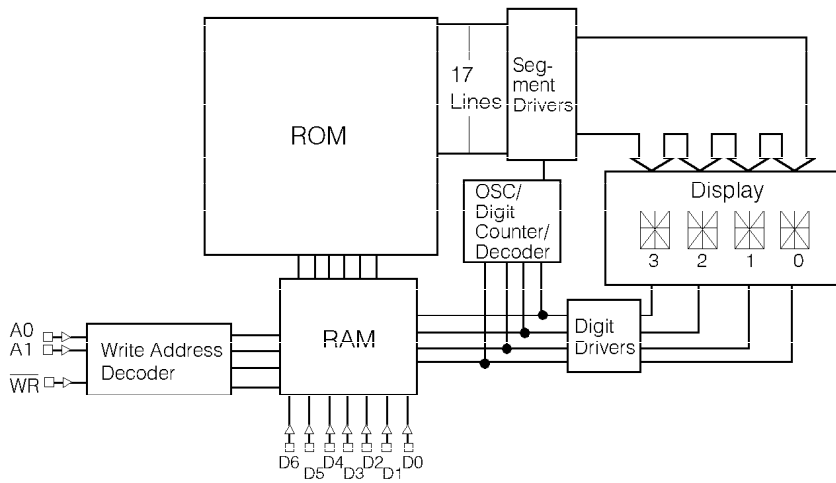 ROM
17
Lines
Seg-
ment
Drivers
OSC/
Digit
Counter/
Decoder
Display
3 2 1 0
RAM
Digit
Drivers
A0
A1
WR
Write Address
Decoder
D6 D5 D4 D3 D2 D1 D0